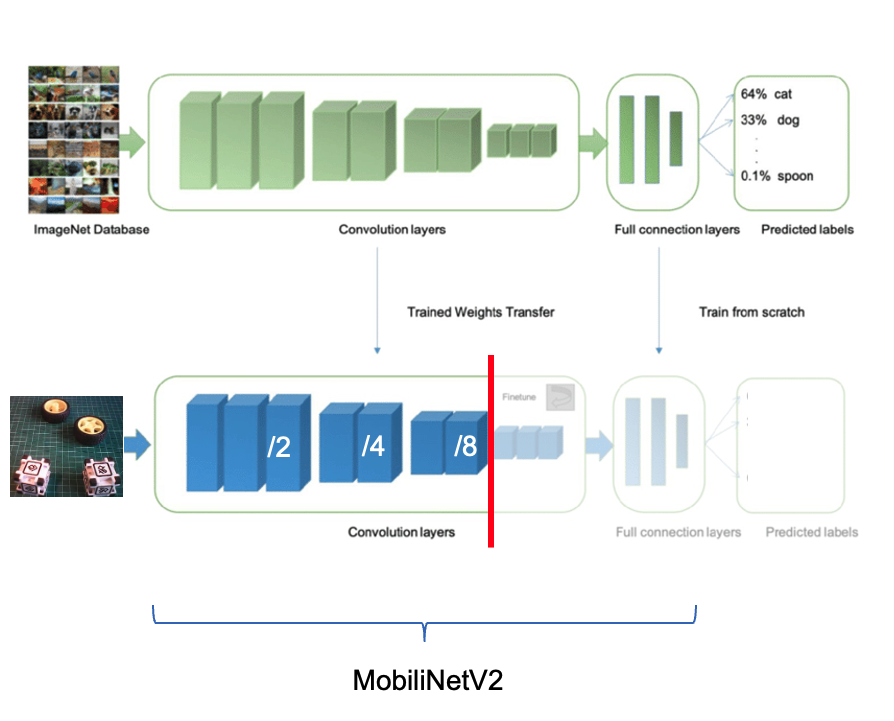 64% cat
33% dog
.
.
.
0.1% spoon
ImageNet Database
Convolution layers
Full connection layers
Predicted labels
Trained Weights Transfer
Train from scratch
Finetune
/2
/4
/8
Convolution layers
Full connection layers
Predicted labels
MobiliNetV2